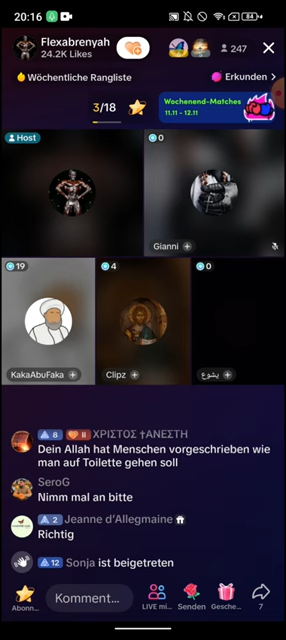 20:16
84
Flexabrenyah
24.2K Likes
247
Wöchentliche Rangliste
Erkunden >
3/18
Wochenend-Matches
11.11 - 12.11
Host
0
Gianni +
19
4
0
KakaAbuFaka +
Clipz +
يشوع +
8 II ΧΡΙΣΤΟΣ †ΑΝΕΣΤΗ
Dein Allah hat Menschen vorgeschrieben wie
man auf Toilette gehen soll
SeroG
Nimm mal an bitte
2 Jeanne d'Allegmaine
Richtig
12 Sonja ist beigetreten
Kommentʼ...
Abonn...
LIVE mi...
Senden
Gesche...
7